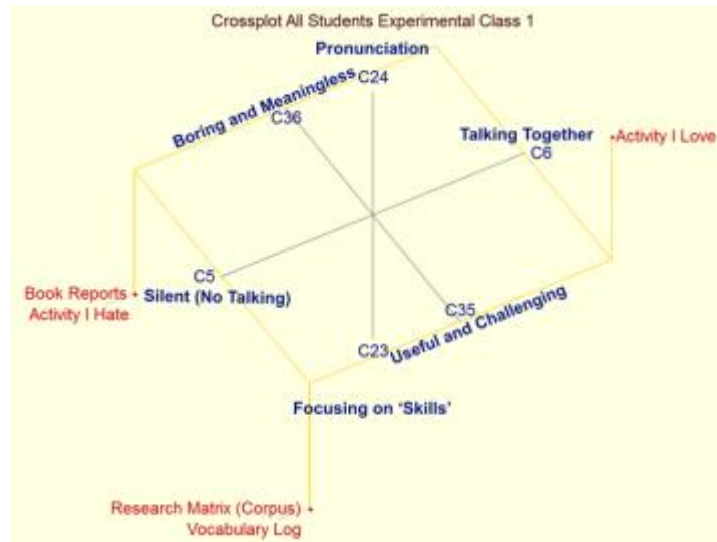 Crossplot All Students Experimental Class 1
Pronunciation
C24
Boring and Meaningless
C36
Talking Together
C6
Activity I Love
C5
Silent (No Talking)
Book Reports
Activity I Hate
C35
Useful and Challenging
C23
Focusing on ‘Skills’
Research Matrix (Corpus)
Vocabulary Log